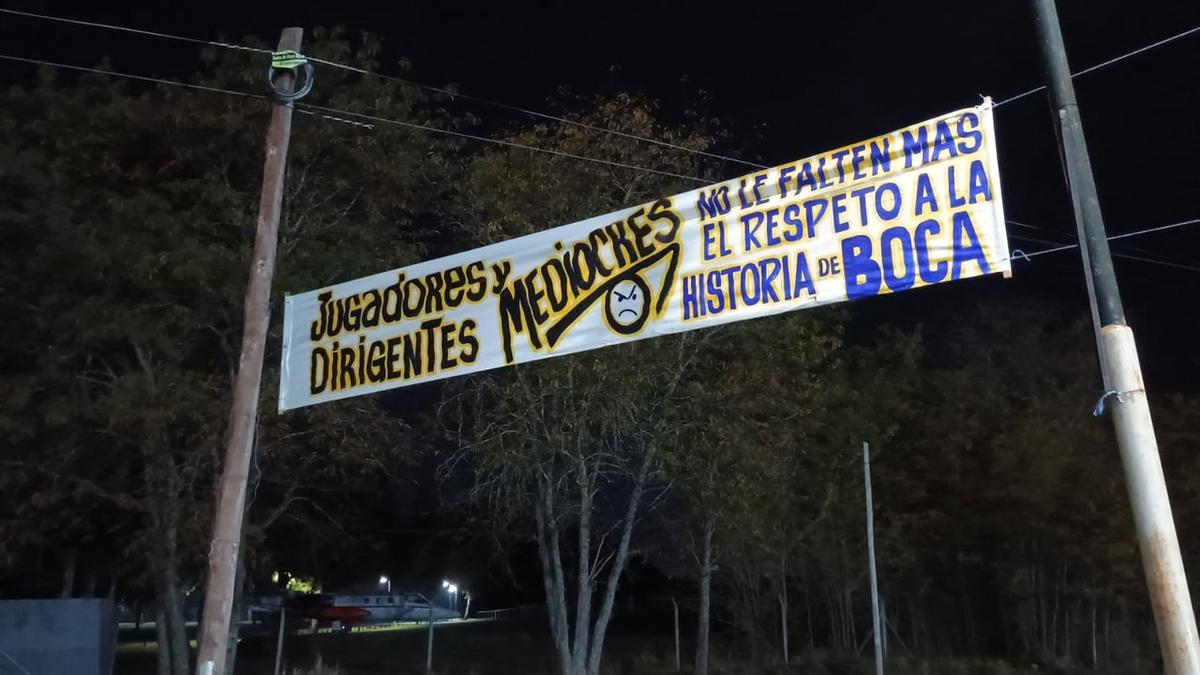 JUGADORES Y
DIRIGENTES
MEDIOCRES
NO LE FALTEN MAS
EL RESPETO A LA
HISTORIA DE BOCA